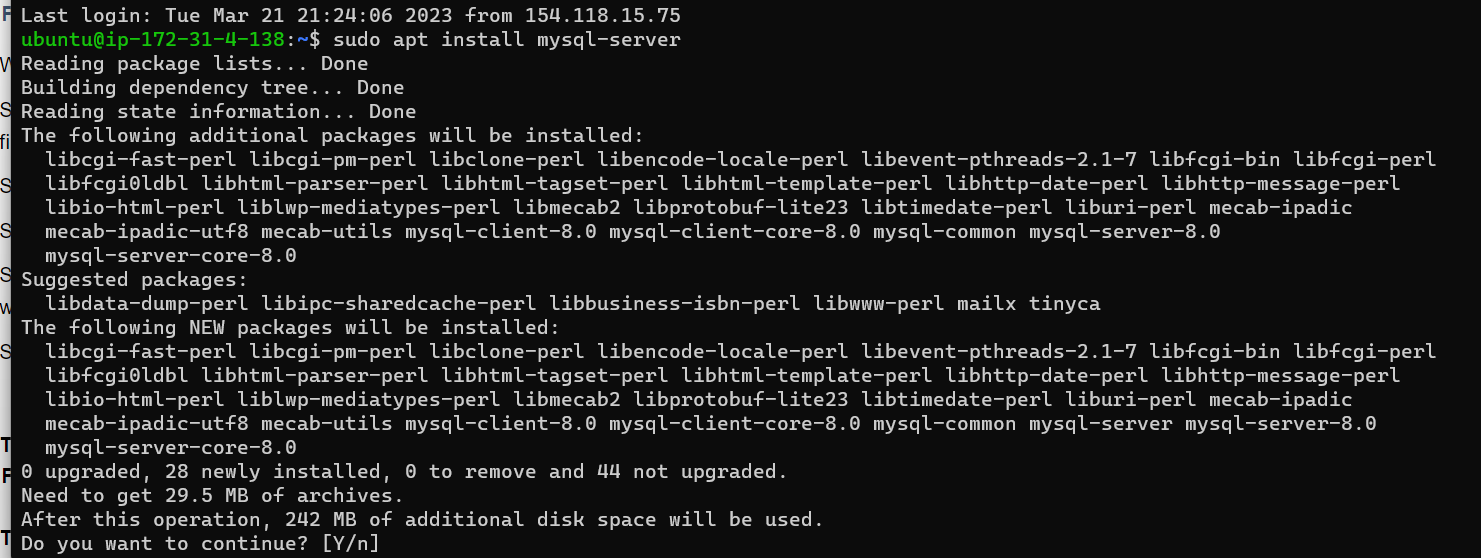 Last login: Tue Mar 21 21:24:06 2023 from 154.118.15.75
ubuntu@ip-172-31-4-138:~$ sudo apt install mysql-server
Reading package lists... Done
Building dependency tree... Done
Reading state information... Done
The following additional packages will be installed:
  libcgi-fast-perl libcgi-pm-perl libclone-perl libencode-locale-perl libevent-pthreads-2.1-7 libfcgi-bin libfcgi-perl
  libfcgi0ldbl libhtml-parser-perl libhtml-tagset-perl libhtml-template-perl libhttp-date-perl libhttp-message-perl
  libio-html-perl liblwp-mediatypes-perl libmecab2 libprotobuf-lite23 libtimedate-perl liburi-perl mecab-ipadic
  mecab-ipadic-utf8 mecab-utils mysql-client-8.0 mysql-client-core-8.0 mysql-common mysql-server-8.0
  mysql-server-core-8.0
Suggested packages:
  libdata-dump-perl libipc-sharedcache-perl libbusiness-isbn-perl libwww-perl mailx tinyca
The following NEW packages will be installed:
  libcgi-fast-perl libcgi-pm-perl libclone-perl libencode-locale-perl libevent-pthreads-2.1-7 libfcgi-bin libfcgi-perl
  libfcgi0ldbl libhtml-parser-perl libhtml-tagset-perl libhtml-template-perl libhttp-date-perl libhttp-message-perl
  libio-html-perl liblwp-mediatypes-perl libmecab2 libprotobuf-lite23 libtimedate-perl liburi-perl mecab-ipadic
  mecab-ipadic-utf8 mecab-utils mysql-client-8.0 mysql-client-core-8.0 mysql-common mysql-server mysql-server-8.0
  mysql-server-core-8.0
0 upgraded, 28 newly installed, 0 to remove and 44 not upgraded.
Need to get 29.5 MB of archives.
After this operation, 242 MB of additional disk space will be used.
Do you want to continue? [Y/n]